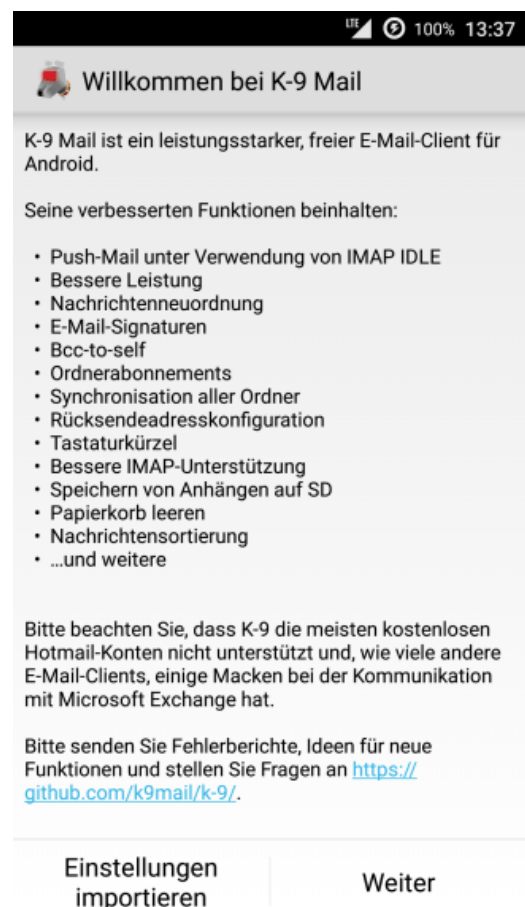 LTE 100% 13:37
Willkommen bei K-9 Mail
K-9 Mail ist ein leistungsstarker, freier E-Mail-Client für
Android.
Seine verbesserten Funktionen beinhalten:
• Push-Mail unter Verwendung von IMAP IDLE
• Bessere Leistung
• Nachrichtenneuordnung
• E-Mail-Signaturen
• Bcc-to-self
• Ordnerabonnements
• Synchronisation aller Ordner
• Rücksendeadresskonfiguration
• Tastaturkürzel
• Bessere IMAP-Unterstützung
• Speichern von Anhängen auf SD
• Papierkorb leeren
• Nachrichtensortierung
• …und weitere
Bitte beachten Sie, dass K-9 die meisten kostenlosen
Hotmail-Konten nicht unterstützt und, wie viele andere
E-Mail-Clients, einige Macken bei der Kommunikation
mit Microsoft Exchange hat.
Bitte senden Sie Fehlerberichte, Ideen für neue
Funktionen und stellen Sie Fragen an https://
github.com/k9mail/k-9/.
Einstellungen
importieren
Weiter